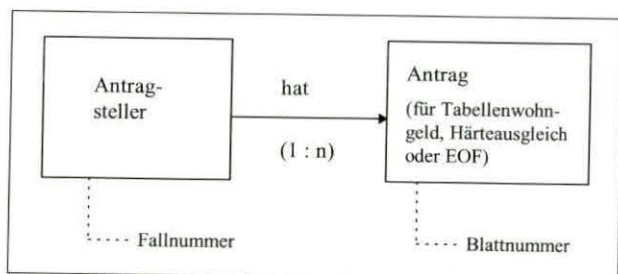 Antrag-
steller
hat
(1 : n)
Antrag
(für Tabellenwohn-
geld, Härteausgleich
oder EOF)
Fallnummer
Blattnummer